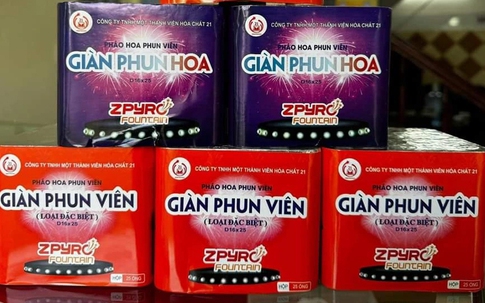 CÔNG TY TNHH MỘT THÀNH VIÊN HÓA CHẤT 21
PHÁO HOA PHUN VIÊN
GIÀN PHUN HOA
D16x25
ZPYRO
FOUNTAIN
CÔNG TY TNHH MỘT THÀNH VIÊN HÓA CHẤT 21
PHÁO HOA PHUN VIÊN
GIÀN PHUN HOA
D16x25
ZPYRO
FOUNTAIN
CÔNG TY TNHH MỘT THÀNH VIÊN HÓA CHẤT 21
PHÁO HOA PHUN VIÊN
GIÀN PHUN VIÊN
(LOẠI ĐẶC BIỆT)
D16x25
ZPYRO
FOUNTAIN
HỘP 25 ỐNG
CÔNG TY TNHH MỘT THÀNH VIÊN HÓA CHẤT 21
PHÁO HOA PHUN VIÊN
GIÀN PHUN VIÊN
(LOẠI ĐẶC BIỆT)
D16x25
ZPYRO
FOUNTAIN
HỘP 25 ỐNG
CÔNG TY TNHH MỘT THÀNH VIÊN HÓA CHẤT 21
PHÁO HOA PHUN VIÊN
GIÀN PHUN VIÊN
(LOẠI ĐẶC BIỆT)
D16x25
ZPYRO
FOUNTAIN
HỘP 25 ỐNG